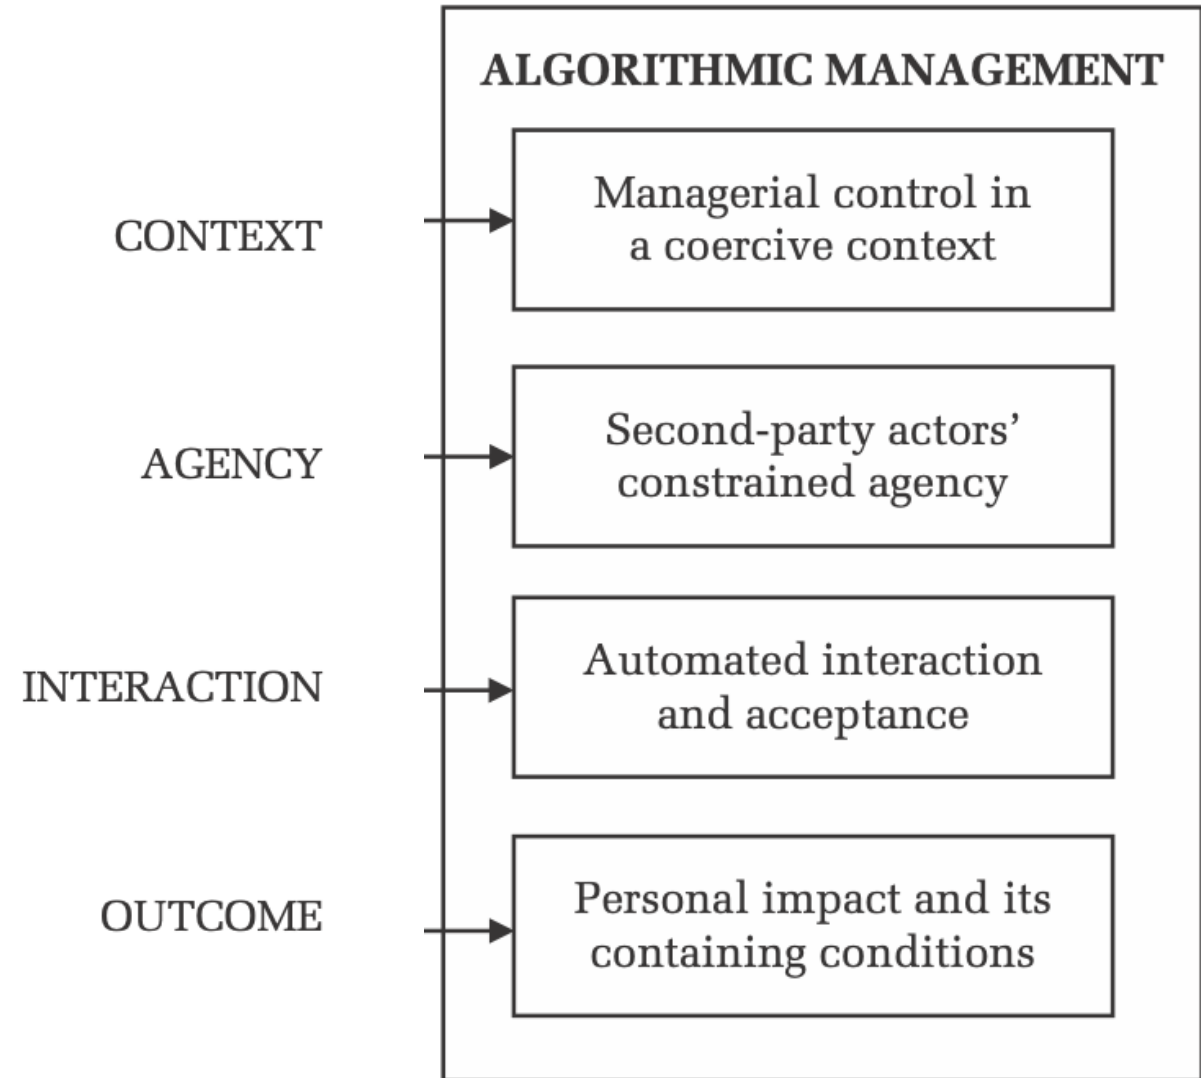 ALGORITHMIC MANAGEMENT
CONTEXT
Managerial control in
a coercive context
AGENCY
Second-party actors’
constrained agency
INTERACTION
Automated interaction
and acceptance
OUTCOME
Personal impact and its
containing conditions